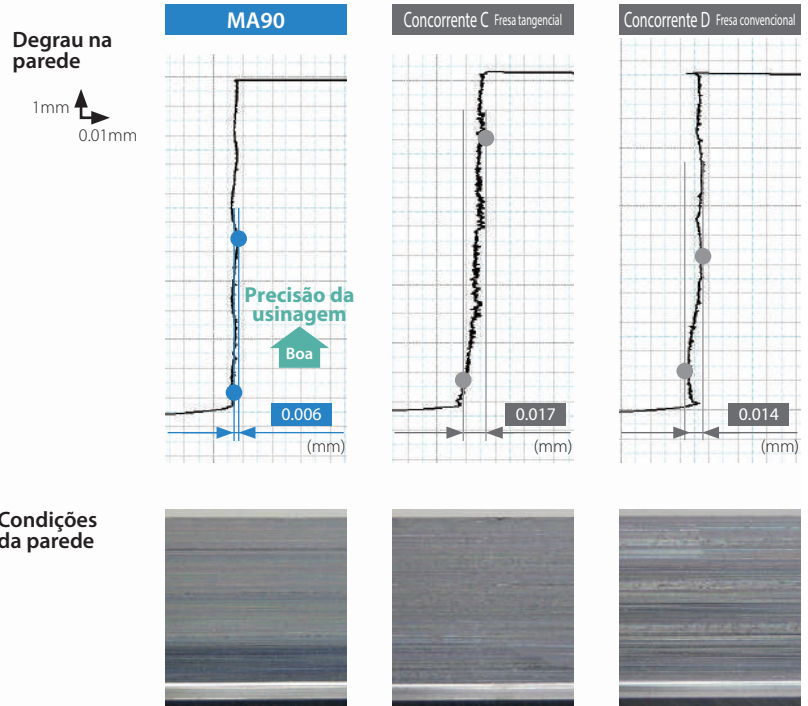 MA90
Concorrente C Fresa tangencial
Concorrente D Fresa convencional
Degrau na
parede
1mm
0.01mm
Precisão da
usinagem
Boa
0.006
(mm)
0.017
(mm)
0.014
(mm)
Condições
da parede